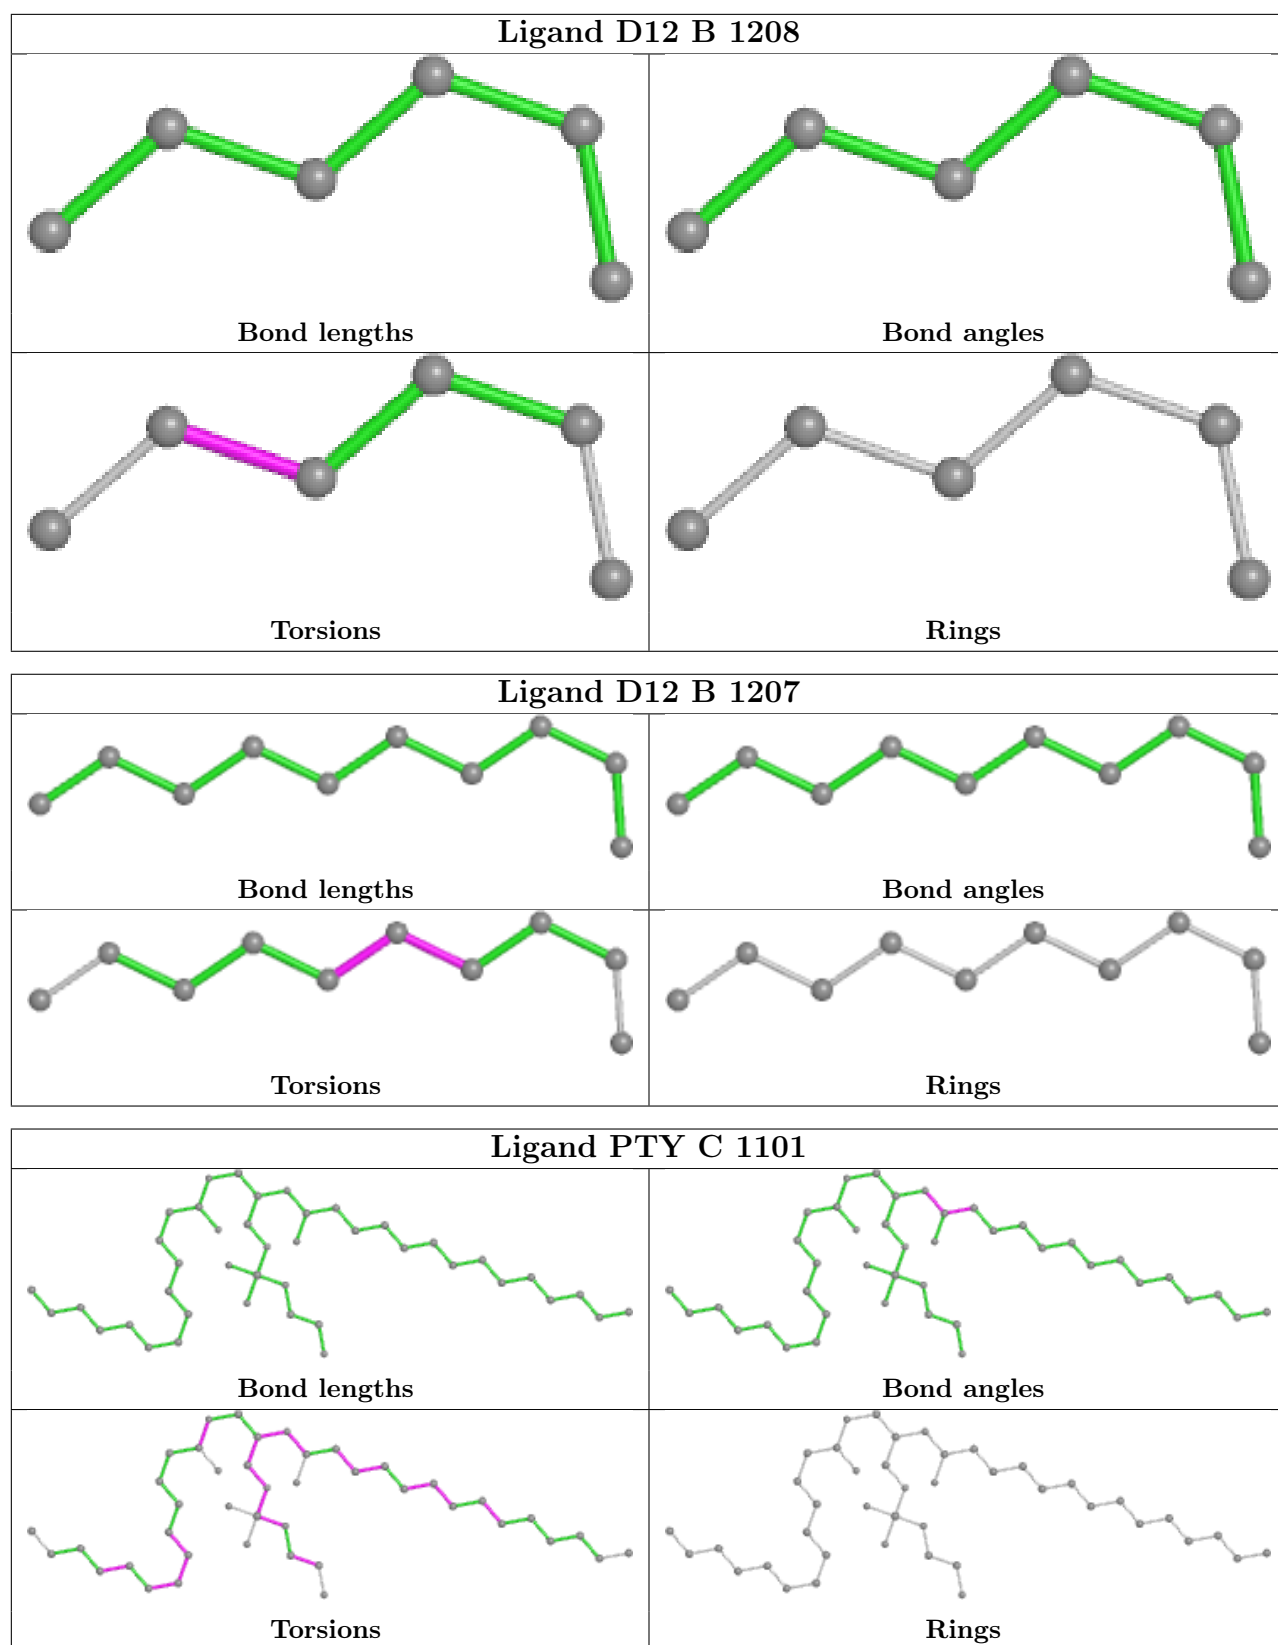 Ligand D12 B 1208
Bond lengths
Bond angles
Torsions
Rings
Ligand D12 B 1207
Bond lengths
Bond angles
Torsions
Rings
Ligand PTY C 1101
Bond lengths
Bond angles
Torsions
Rings